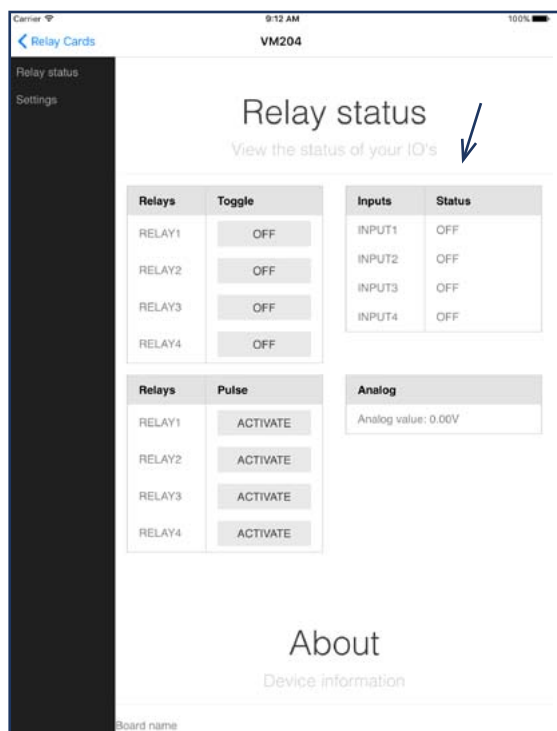 Carrier 9:12 AM 100%
Relay Cards VM204
Relay status
Settings
Relay status
View the status of your IO's
Relays Toggle
RELAY1 OFF
RELAY2 OFF
RELAY3 OFF
RELAY4 OFF
Inputs Status
INPUT1 OFF
INPUT2 OFF
INPUT3 OFF
INPUT4 OFF
Relays Pulse
RELAY1 ACTIVATE
RELAY2 ACTIVATE
RELAY3 ACTIVATE
RELAY4 ACTIVATE
Analog
Analog value: 0.00V
About
Device information
Board name